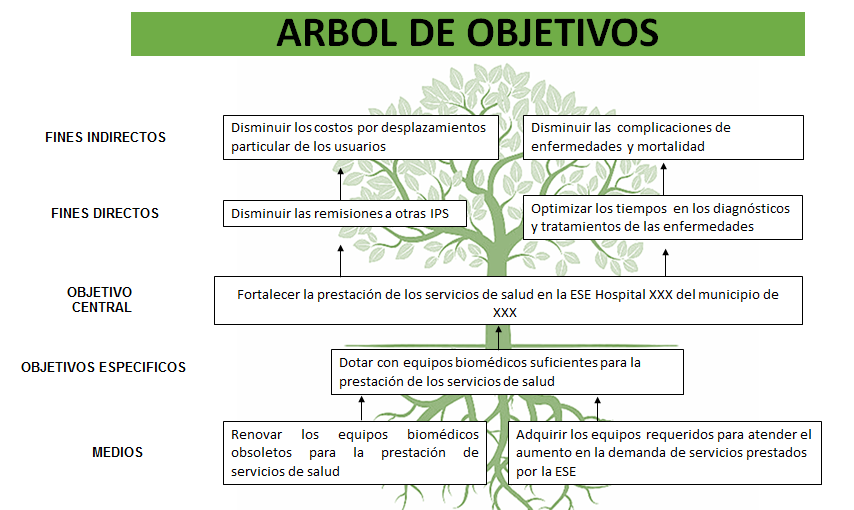 ARBOL DE OBJETIVOS
FINES INDIRECTOS
Disminuir los costos por desplazamientos
particular de los usuarios
Disminuir las complicaciones de
enfermedades y mortalidad
FINES DIRECTOS
Disminuir las remisiones a otras IPS
Optimizar los tiempos en los diagnósticos
y tratamientos de las enfermedades
OBJETIVO
CENTRAL
Fortalecer la prestación de los servicios de salud en la ESE Hospital XXX del municipio de
XXX
OBJETIVOS ESPECIFICOS
Dotar con equipos biomédicos suficientes para la
prestación de los servicios de salud
MEDIOS
Renovar los equipos biomédicos
obsoletos para la prestación de
servicios de salud
Adquirir los equipos requeridos para atender el
aumento en la demanda de servicios prestados
por la ESE